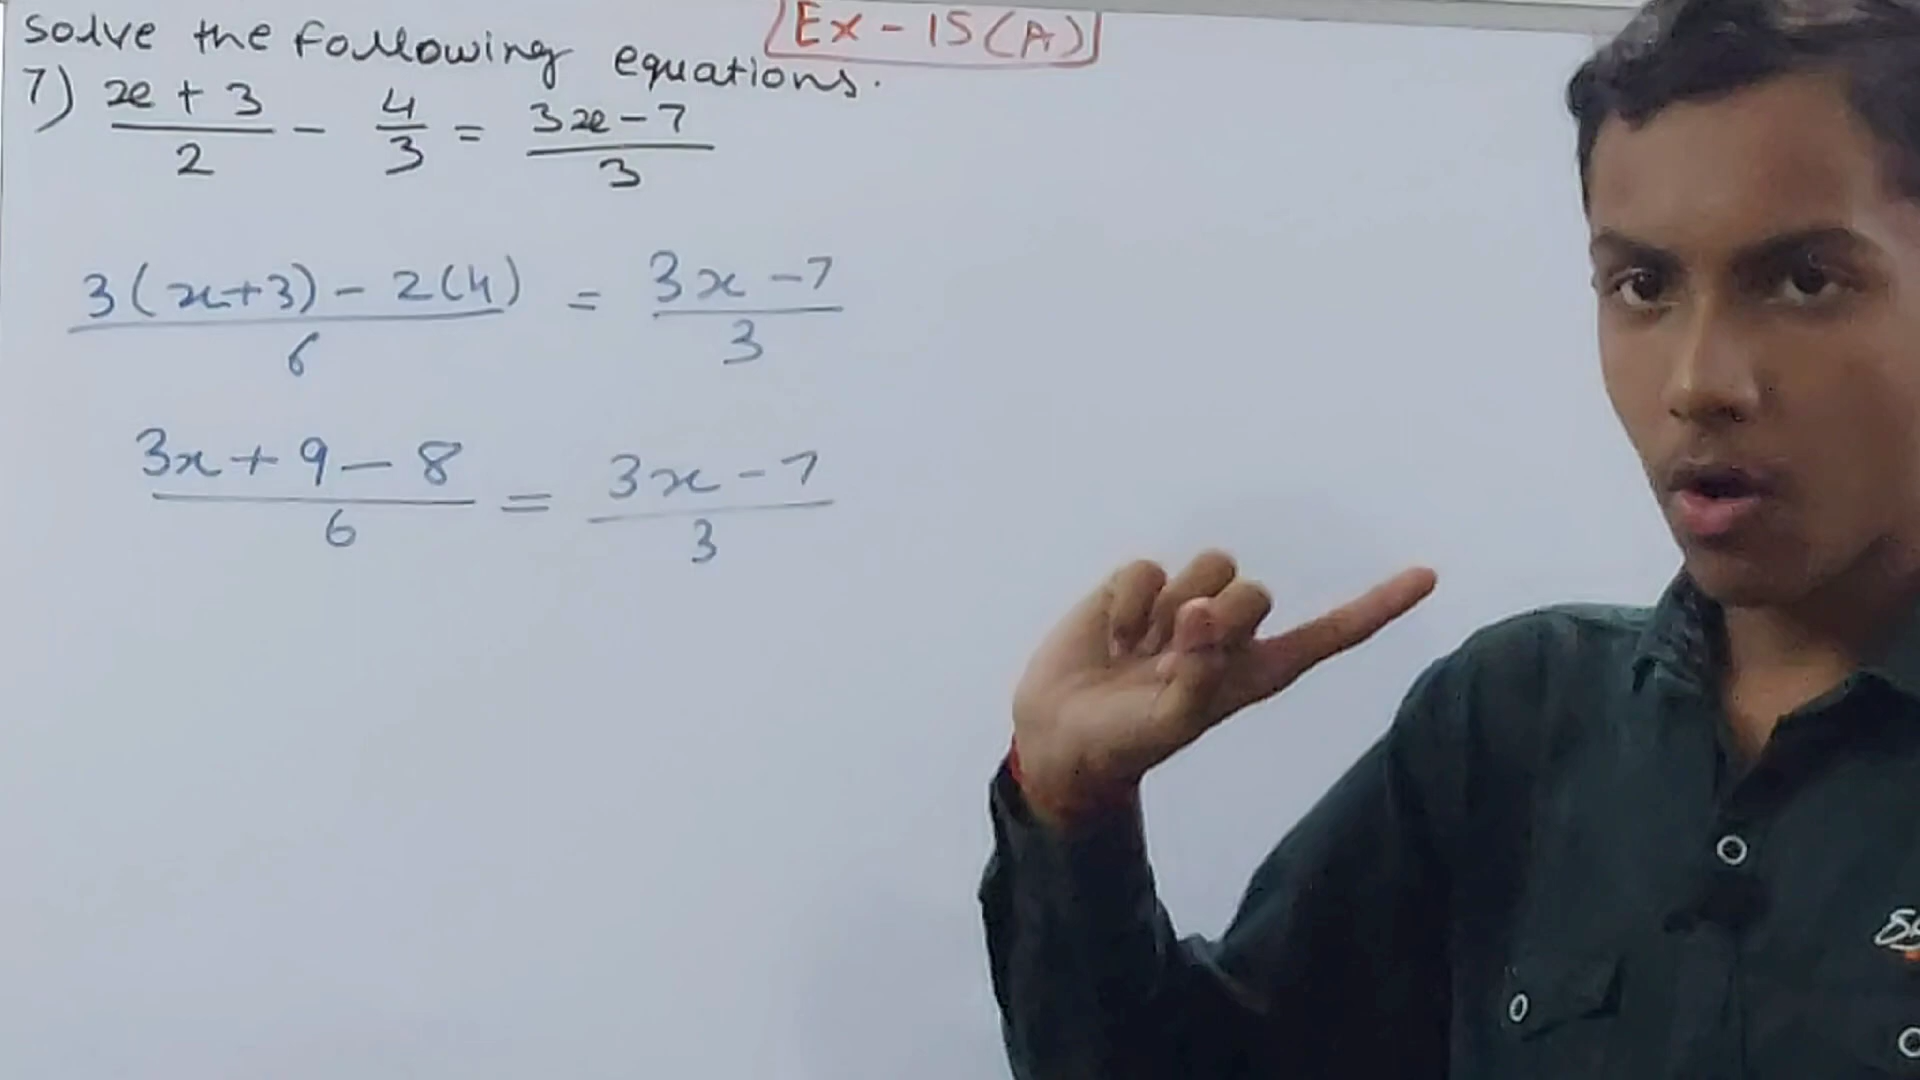 Ex - 15 (A)
Solve the following equations.
7) x + 3 / 2 - 4 / 3 = 3x - 7 / 3
3(x+3) - 2(4) / 6 = 3x - 7 / 3
3x + 9 - 8 / 6 = 3x - 7 / 3